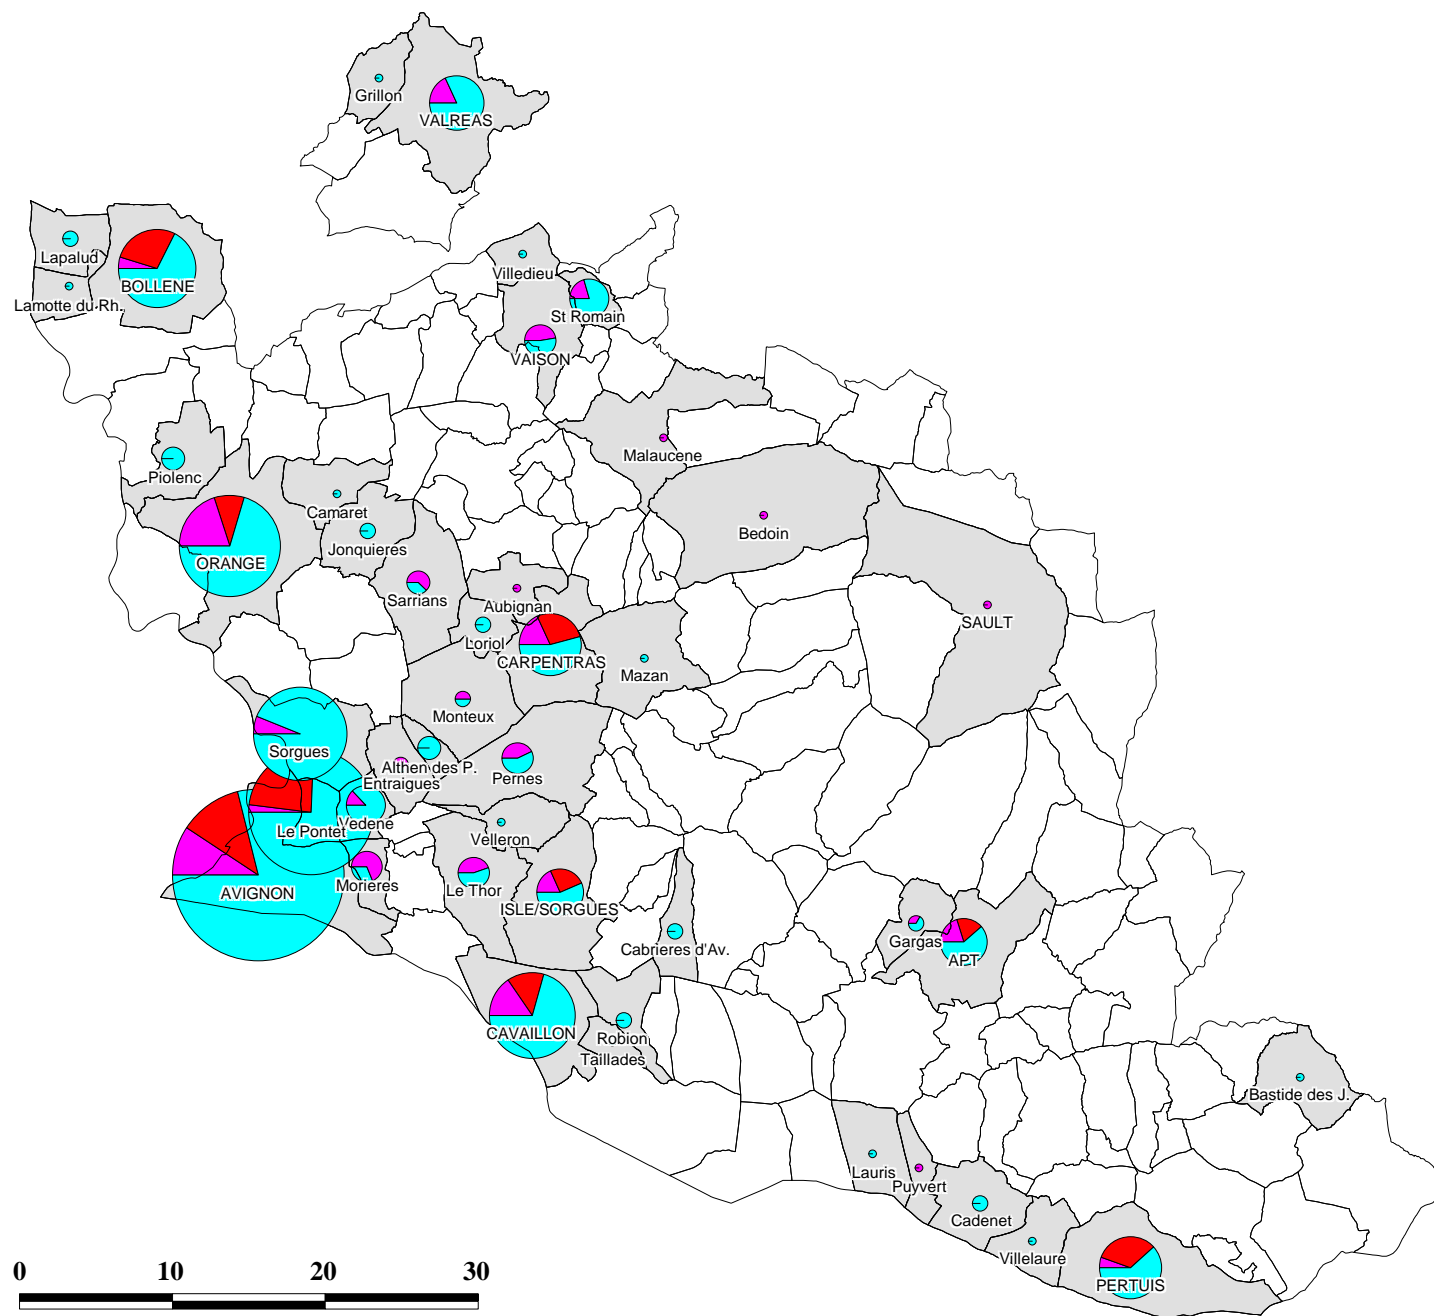 Grillon
VALREAS
Lapalud
BOLLENE
Villedieu
Lamotte du Rh.
St Romain
VAISON
Malaucene
Piolenc
Camaret
Bedoin
Jonquieres
ORANGE
Sarrians
Aubignan
SAULT
Loriol
CARPENTRAS
Mazan
Monteux
Sorgues
Althen des P.
Pernes
Entraigues
Vedene
Le Pontet
Velleron
Morieres
Le Thor
AVIGNON
ISLE/SORGUES
Gargas
Cabrieres d'Av.
APT
CAVAILLON
Robion
Taillades
Bastide des J.
Lauris
Puyvert
Cadenet
Villelaure
PERTUIS
0 10 20 30